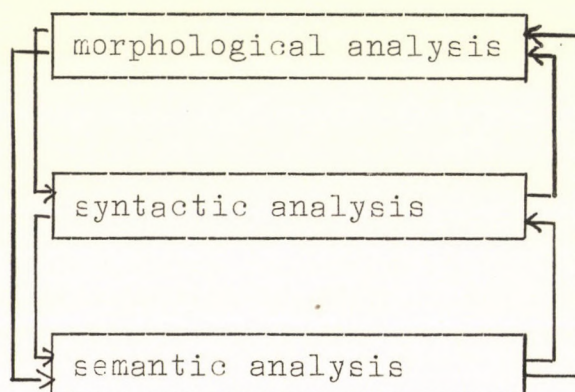 morphological analysis
syntactic analysis
semantic analysis